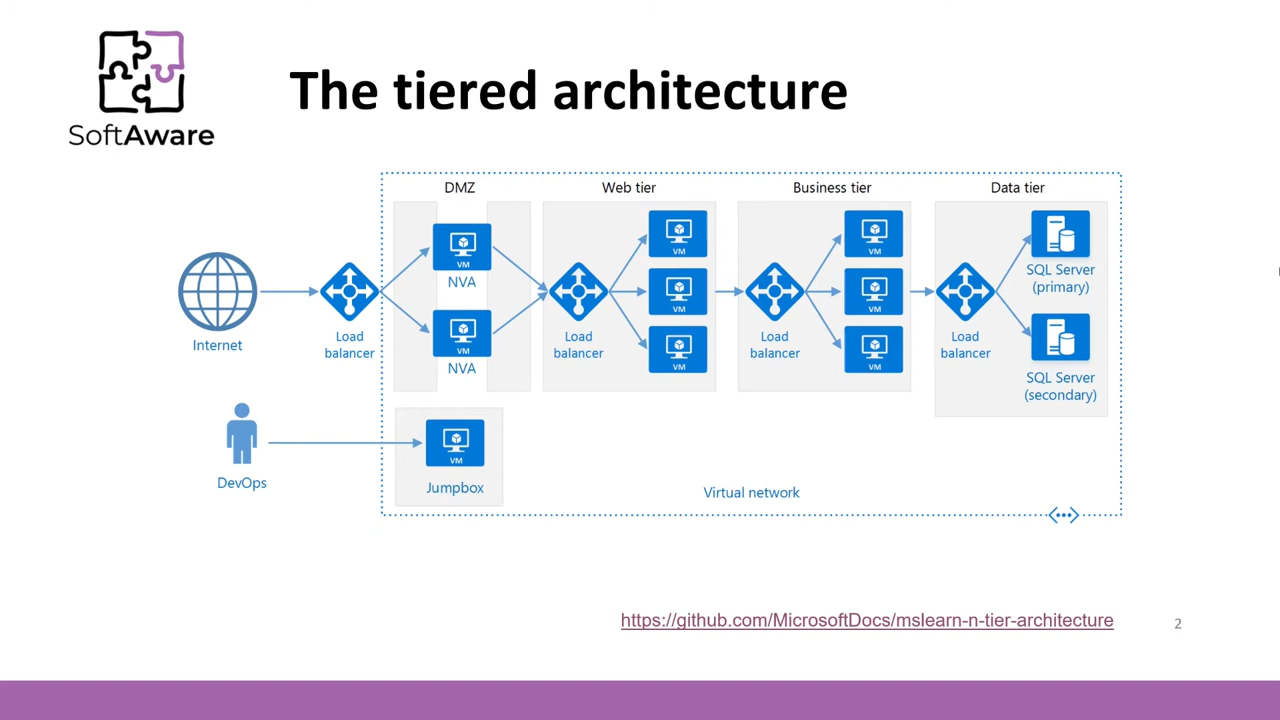 SoftAware
The tiered architecture
DMZ
Web tier
Business tier
Data tier
VM
NVA
VM
NVA
VM
VM
VM
VM
VM
VM
SQL Server
(primary)
SQL Server
(secondary)
Internet
Load
balancer
Load
balancer
Load
balancer
Load
balancer
DevOps
VM
Jumpbox
Virtual network
https://github.com/MicrosoftDocs/mslearn-n-tier-architecture
2